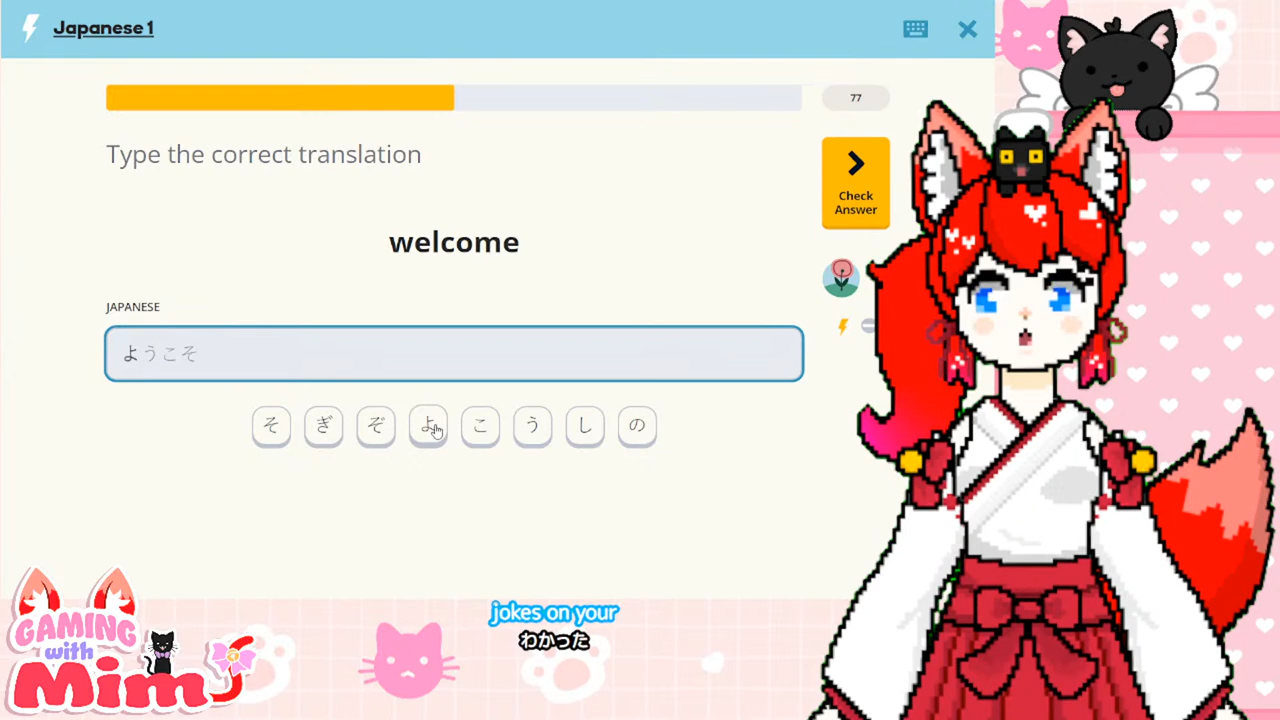 Japanese 1
77
Type the correct translation
Check
Answer
welcome
JAPANESE
ようこそ
そ ぎ ぞ よ こ う し の
jokes on your
わかった
GAMING
with
Mim